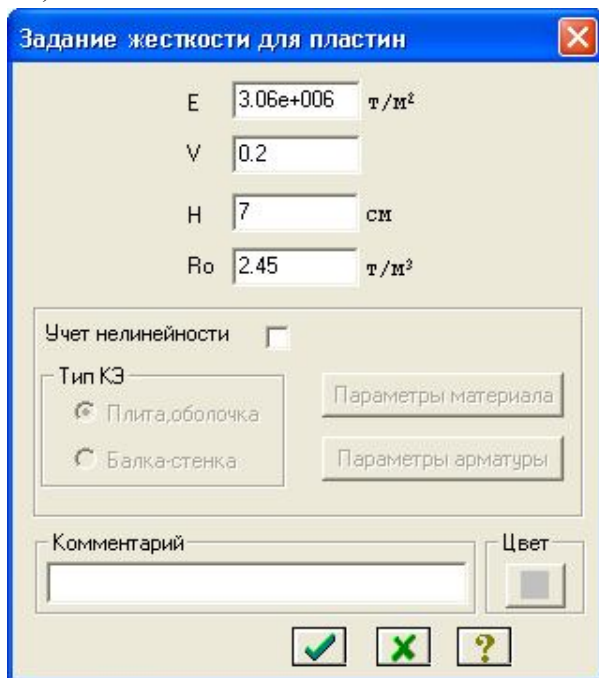 Задание жесткости для пластин
E 3.06e+006 т/м²
V 0.2
H 7 см
Ro 2.45 т/м³
Учет нелинейности
Тип КЭ
Плита,оболочка
Параметры материала
Балка-стенка
Параметры арматуры
Комментарий
Цвет
?